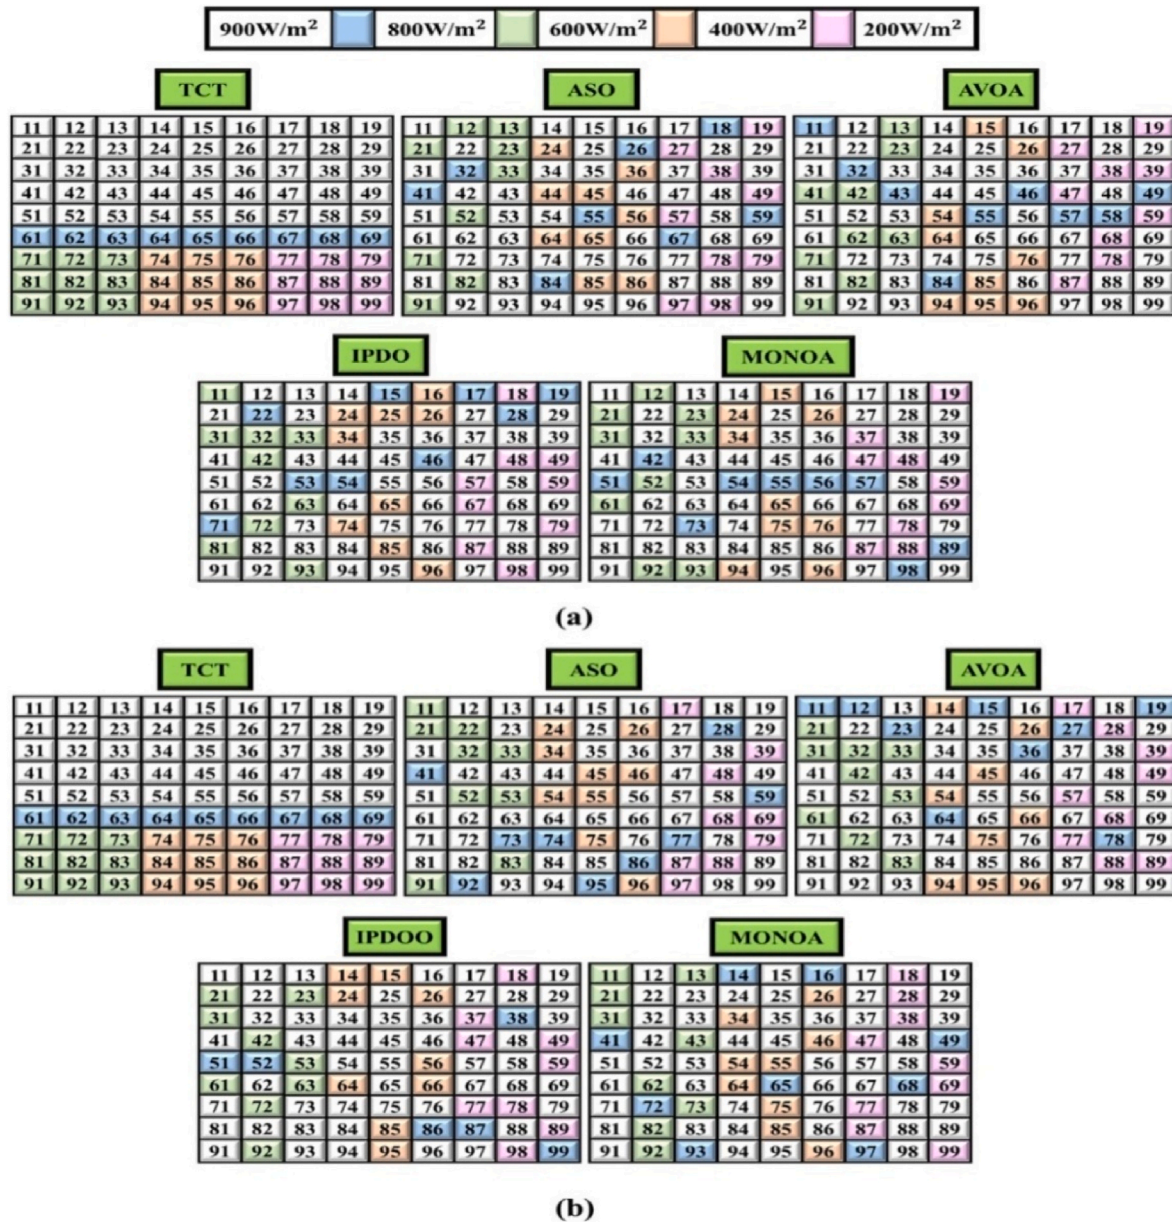 900W/m² 800W/m² 600W/m² 400W/m² 200W/m²
TCT ASO AVOA
11 12 13 14 15 16 17 18 19 11 12 13 14 15 16 17 18 19 11 12 13 14 15 16 17 18 19
21 22 23 24 25 26 27 28 29 21 22 23 24 25 26 27 28 29 21 22 23 24 25 26 27 28 29
31 32 33 34 35 36 37 38 39 31 32 33 34 35 36 37 38 39 31 32 33 34 35 36 37 38 39
41 42 43 44 45 46 47 48 49 41 42 43 44 45 46 47 48 49 41 42 43 44 45 46 47 48 49
51 52 53 54 55 56 57 58 59 51 52 53 54 55 56 57 58 59 51 52 53 54 55 56 57 58 59
61 62 63 64 65 66 67 68 69 61 62 63 64 65 66 67 68 69 61 62 63 64 65 66 67 68 69
71 72 73 74 75 76 77 78 79 71 72 73 74 75 76 77 78 79 71 72 73 74 75 76 77 78 79
81 82 83 84 85 86 87 88 89 81 82 83 84 85 86 87 88 89 81 82 83 84 85 86 87 88 89
91 92 93 94 95 96 97 98 99 91 92 93 94 95 96 97 98 99 91 92 93 94 95 96 97 98 99
IPDO MONOA
11 12 13 14 15 16 17 18 19 11 12 13 14 15 16 17 18 19
21 22 23 24 25 26 27 28 29 21 22 23 24 25 26 27 28 29
31 32 33 34 35 36 37 38 39 31 32 33 34 35 36 37 38 39
41 42 43 44 45 46 47 48 49 41 42 43 44 45 46 47 48 49
51 52 53 54 55 56 57 58 59 51 52 53 54 55 56 57 58 59
61 62 63 64 65 66 67 68 69 61 62 63 64 65 66 67 68 69
71 72 73 74 75 76 77 78 79 71 72 73 74 75 76 77 78 79
81 82 83 84 85 86 87 88 89 81 82 83 84 85 86 87 88 89
91 92 93 94 95 96 97 98 99 91 92 93 94 95 96 97 98 99
(a)
TCT ASO AVOA
11 12 13 14 15 16 17 18 19 11 12 13 14 15 16 17 18 19 11 12 13 14 15 16 17 18 19
21 22 23 24 25 26 27 28 29 21 22 23 24 25 26 27 28 29 21 22 23 24 25 26 27 28 29
31 32 33 34 35 36 37 38 39 31 32 33 34 35 36 37 38 39 31 32 33 34 35 36 37 38 39
41 42 43 44 45 46 47 48 49 41 42 43 44 45 46 47 48 49 41 42 43 44 45 46 47 48 49
51 52 53 54 55 56 57 58 59 51 52 53 54 55 56 57 58 59 51 52 53 54 55 56 57 58 59
61 62 63 64 65 66 67 68 69 61 62 63 64 65 66 67 68 69 61 62 63 64 65 66 67 68 69
71 72 73 74 75 76 77 78 79 71 72 73 74 75 76 77 78 79 71 72 73 74 75 76 77 78 79
81 82 83 84 85 86 87 88 89 81 82 83 84 85 86 87 88 89 81 82 83 84 85 86 87 88 89
91 92 93 94 95 96 97 98 99 91 92 93 94 95 96 97 98 99 91 92 93 94 95 96 97 98 99
IPDOO MONOA
11 12 13 14 15 16 17 18 19 11 12 13 14 15 16 17 18 19
21 22 23 24 25 26 27 28 29 21 22 23 24 25 26 27 28 29
31 32 33 34 35 36 37 38 39 31 32 33 34 35 36 37 38 39
41 42 43 44 45 46 47 48 49 41 42 43 44 45 46 47 48 49
51 52 53 54 55 56 57 58 59 51 52 53 54 55 56 57 58 59
61 62 63 64 65 66 67 68 69 61 62 63 64 65 66 67 68 69
71 72 73 74 75 76 77 78 79 71 72 73 74 75 76 77 78 79
81 82 83 84 85 86 87 88 89 81 82 83 84 85 86 87 88 89
91 92 93 94 95 96 97 98 99 91 92 93 94 95 96 97 98 99
(b)